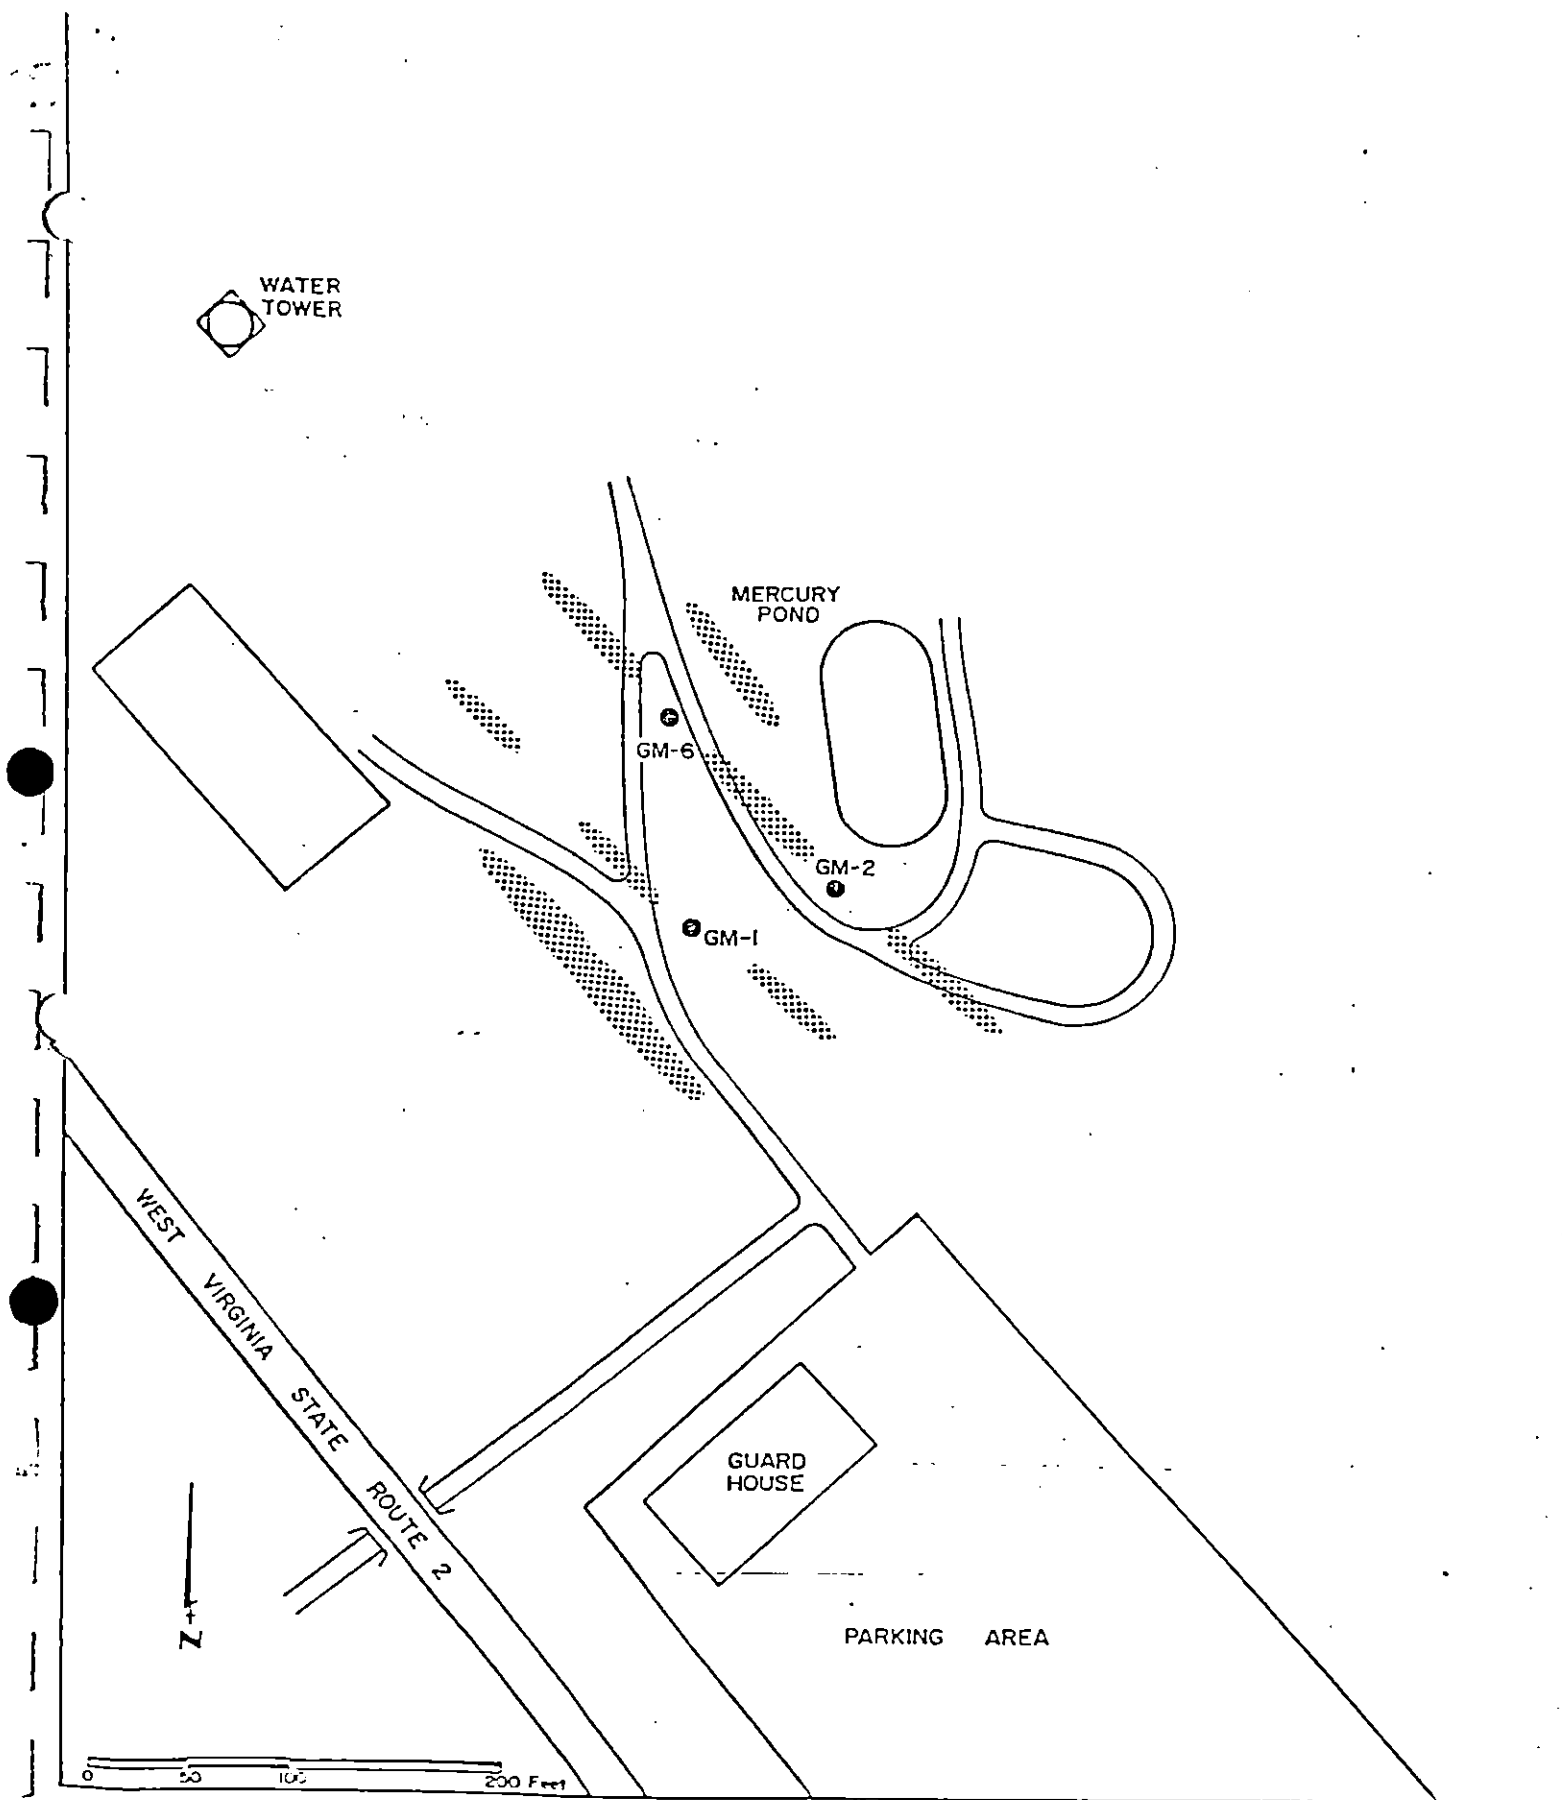 WATER
TOWER
MERCURY
POND
GM-6
GM-2
GM-1
WEST VIRGINIA STATE ROUTE 2
GUARD
HOUSE
PARKING AREA
N
0 50 100 200 Feet